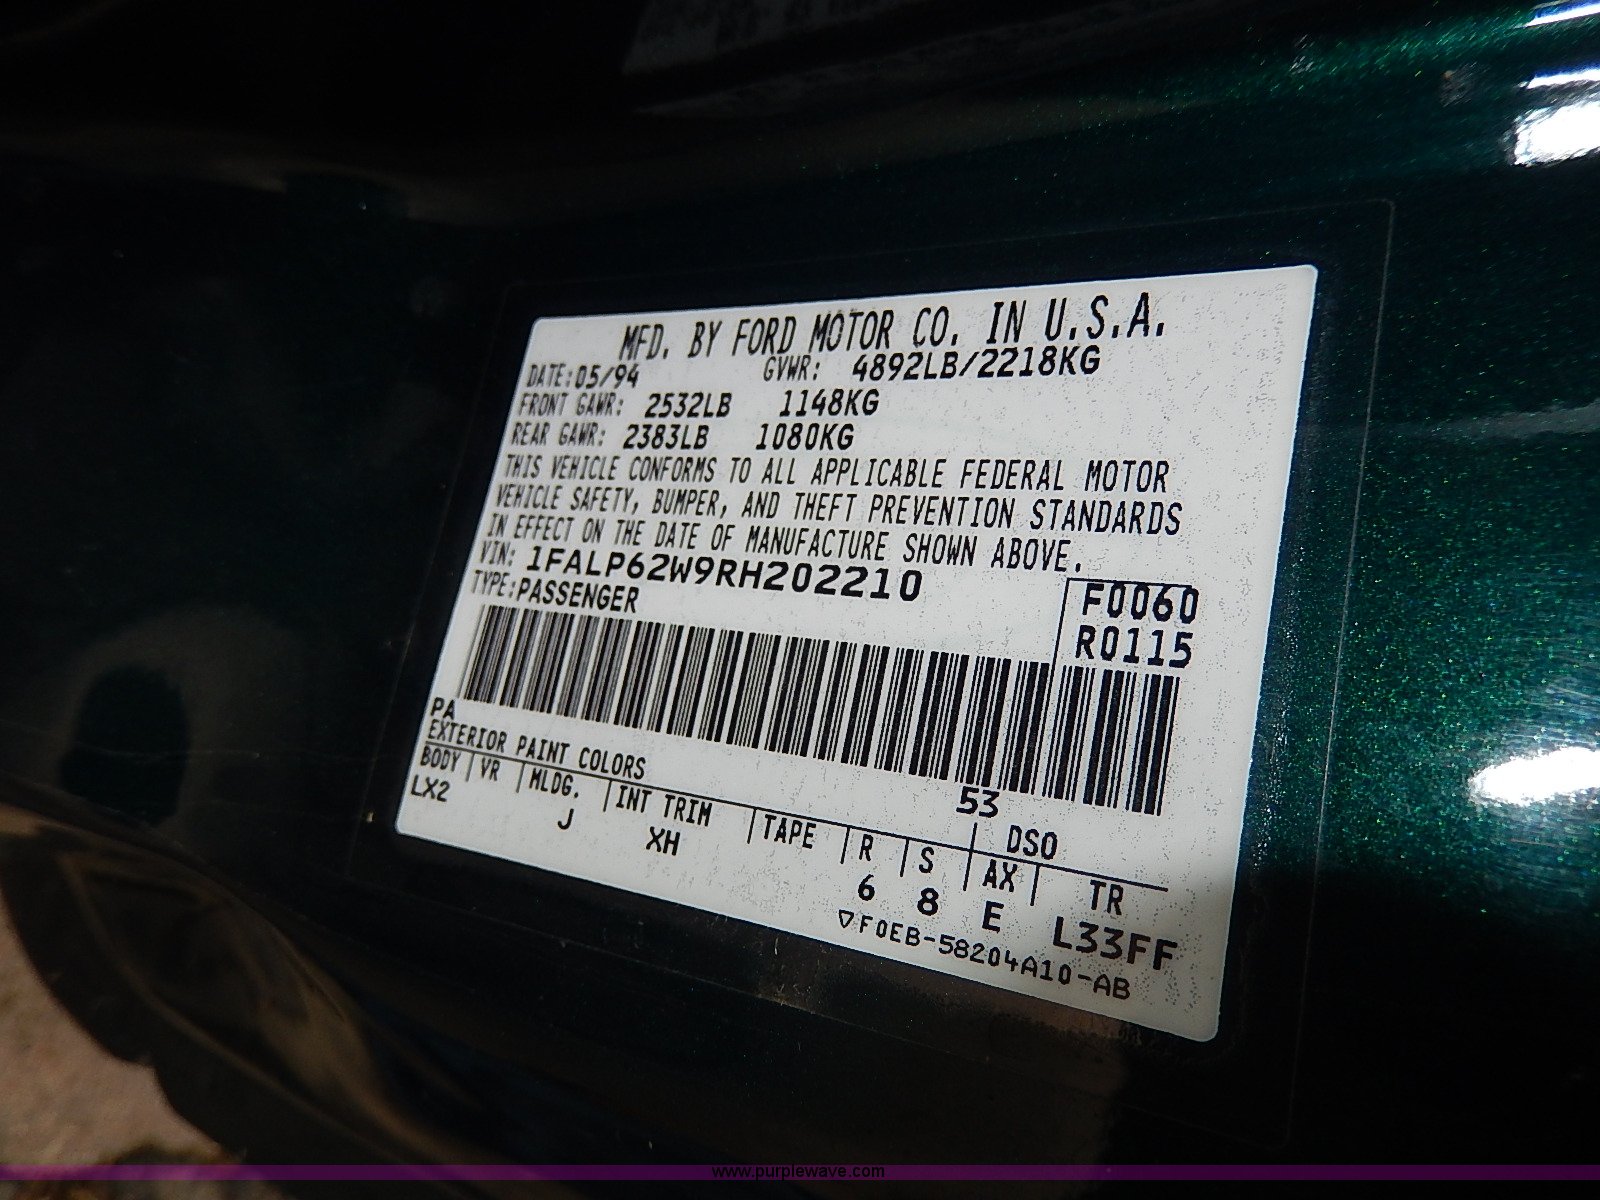 MFD. BY FORD MOTOR CO. IN U.S.A.
DATE: 05/94 GVWR: 4892LB/2218KG
FRONT GAWR: 2532LB 1148KG
REAR GAWR: 2383LB 1080KG
THIS VEHICLE CONFORMS TO ALL APPLICABLE FEDERAL MOTOR
VEHICLE SAFETY, BUMPER, AND THEFT PREVENTION STANDARDS
IN EFFECT ON THE DATE OF MANUFACTURE SHOWN ABOVE.
VIN: 1FALP62W9RH202210
TYPE: PASSENGER
F0060
R0115
PA
EXTERIOR PAINT COLORS 53 DSO
BODY VR MLDG. INT TRIM TAPE R S AX TR
LX2 J XH 6 8 E L33FF
▽F0EB-58204A10-AB
www.purplewave.com